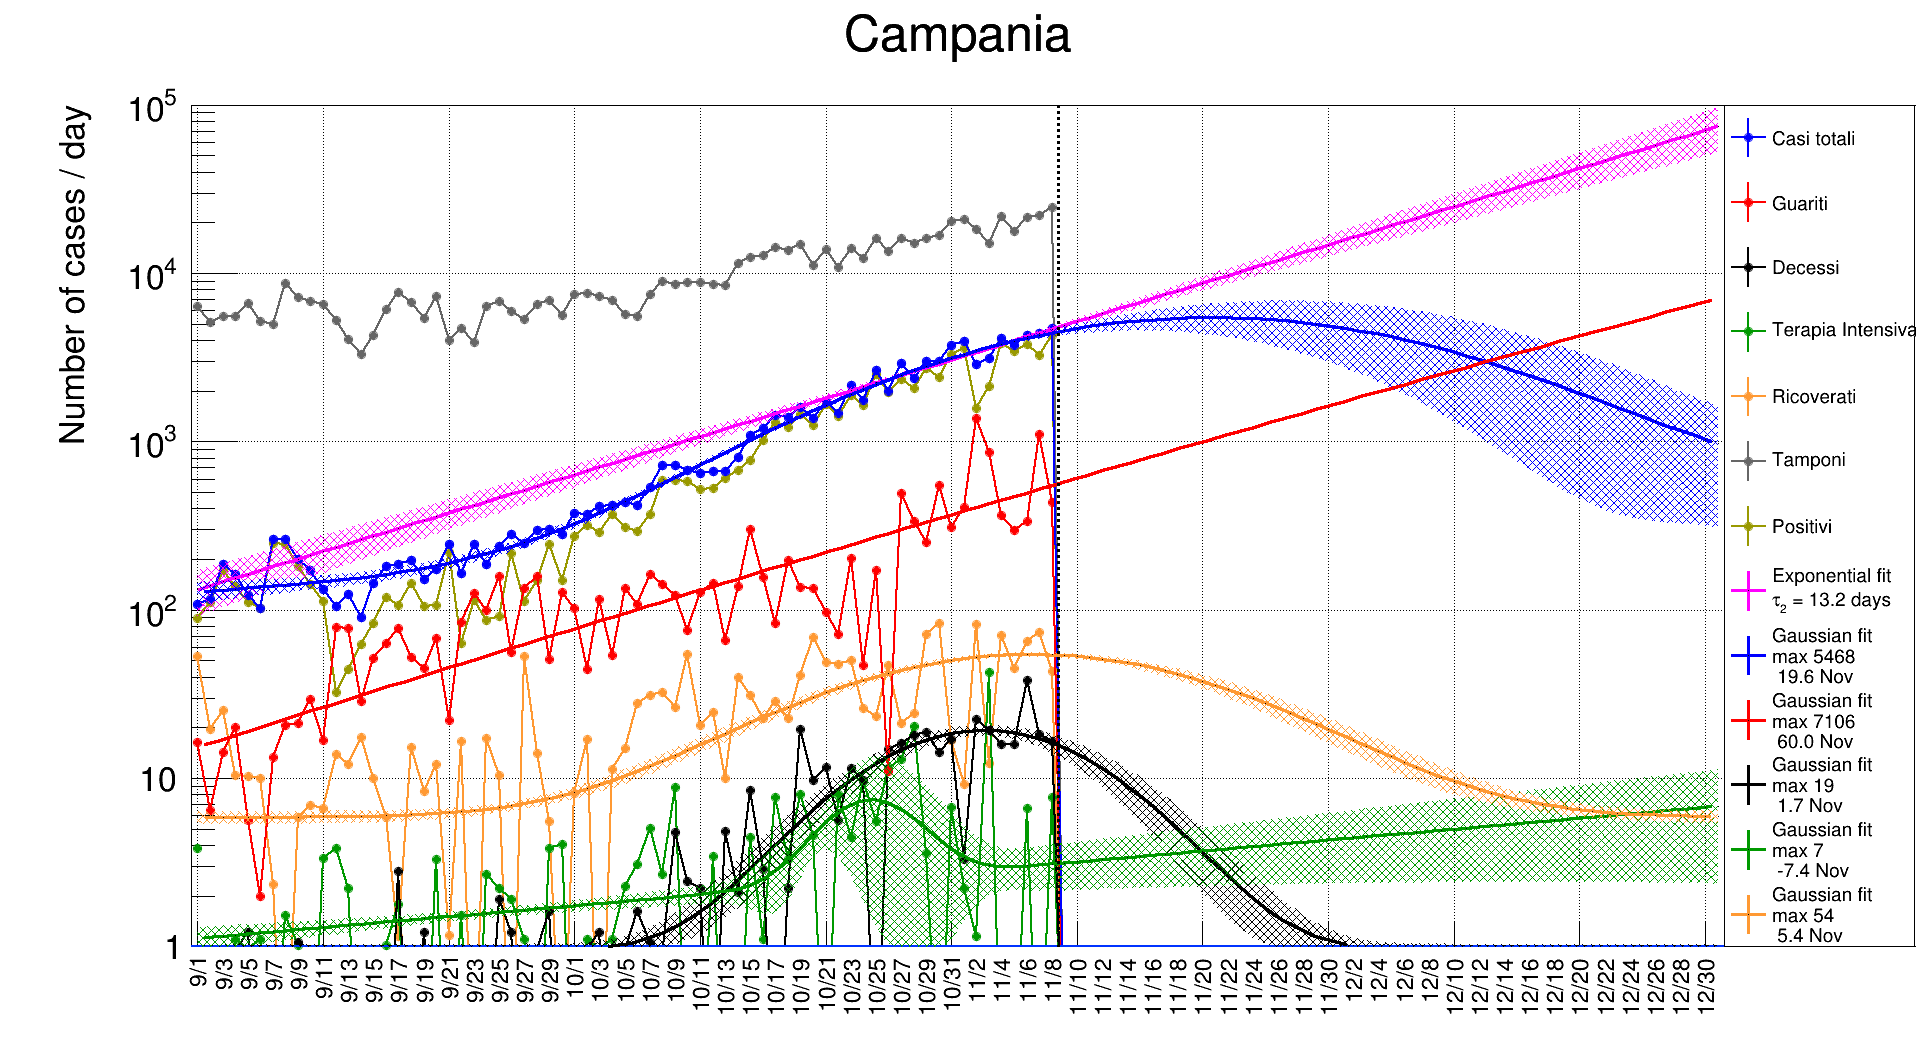 Campania
Number of cases / day
10^5
10^4
10^3
10^2
10
1
9/1 9/3 9/5 9/7 9/9 9/11 9/13 9/15 9/17 9/19 9/21 9/23 9/25 9/27 9/29 10/1 10/3 10/5 10/7 10/9 10/11 10/13 10/15 10/17 10/19 10/21 10/23 10/25 10/27 10/29 10/31 11/2 11/4 11/6 11/8 11/10 11/12 11/14 11/16 11/18 11/20 11/22 11/24 11/26 11/28 11/30 12/2 12/4 12/6 12/8 12/10 12/12 12/14 12/16 12/18 12/20 12/22 12/24 12/26 12/28 12/30
Casi totali
Guariti
Decessi
Terapia Intensiva
Ricoverati
Tamponi
Positivi
Exponential fit
τ₂ = 13.2 days
Gaussian fit
max 5468
19.6 Nov
Gaussian fit
max 7106
60.0 Nov
Gaussian fit
max 19
1.7 Nov
Gaussian fit
max 7
-7.4 Nov
Gaussian fit
max 54
5.4 Nov